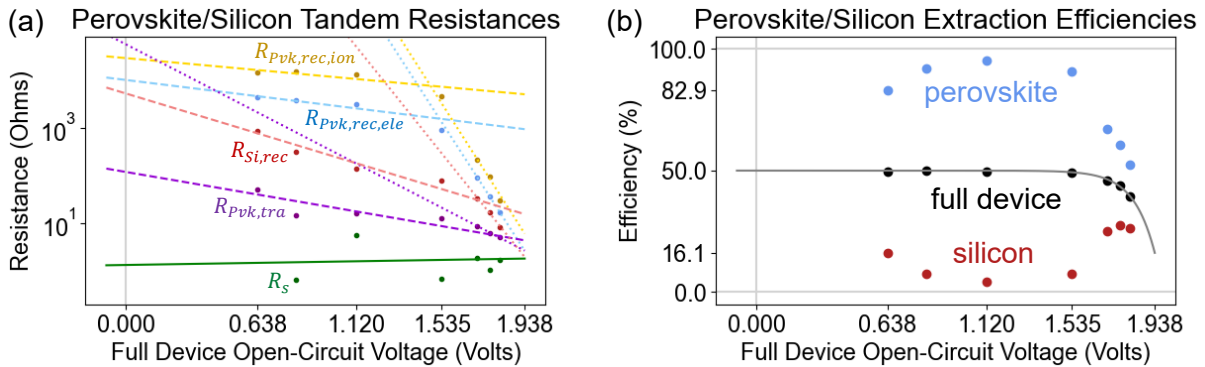 (a)
Perovskite/Silicon Tandem Resistances
Resistance (Ohms)
10³
10¹
R_Pvk,rec,ion
R_Pvk,rec,ele
R_Si,rec
R_Pvk,tra
R_s
0.000 0.638 1.120 1.535 1.938
Full Device Open-Circuit Voltage (Volts)
(b)
Perovskite/Silicon Extraction Efficiencies
Efficiency (%)
100.0
82.9
50.0
16.1
0.0
perovskite
full device
silicon
0.000 0.638 1.120 1.535 1.938
Full Device Open-Circuit Voltage (Volts)